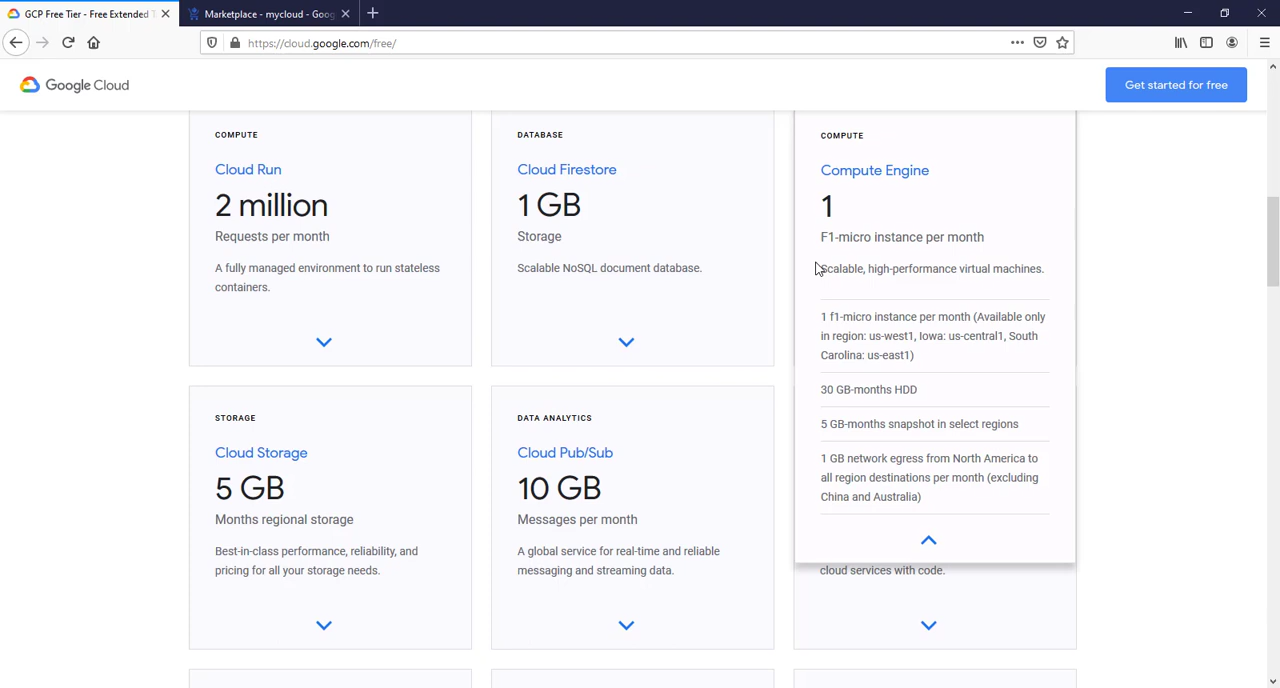 GCP Free Tier - Free Extended T
Marketplace - mycloud - Goog
https://cloud.google.com/free/
Google Cloud
Get started for free
COMPUTE
Cloud Run
2 million
Requests per month
A fully managed environment to run stateless
containers.
DATABASE
Cloud Firestore
1 GB
Storage
Scalable NoSQL document database.
COMPUTE
Compute Engine
1
F1-micro instance per month
Scalable, high-performance virtual machines.
1 f1-micro instance per month (Available only
in region: us-west1, Iowa: us-central1, South
Carolina: us-east1)
30 GB-months HDD
5 GB-months snapshot in select regions
1 GB network egress from North America to
all region destinations per month (excluding
China and Australia)
STORAGE
Cloud Storage
5 GB
Months regional storage
Best-in-class performance, reliability, and
pricing for all your storage needs.
DATA ANALYTICS
Cloud Pub/Sub
10 GB
Messages per month
A global service for real-time and reliable
messaging and streaming data.
cloud services with code.